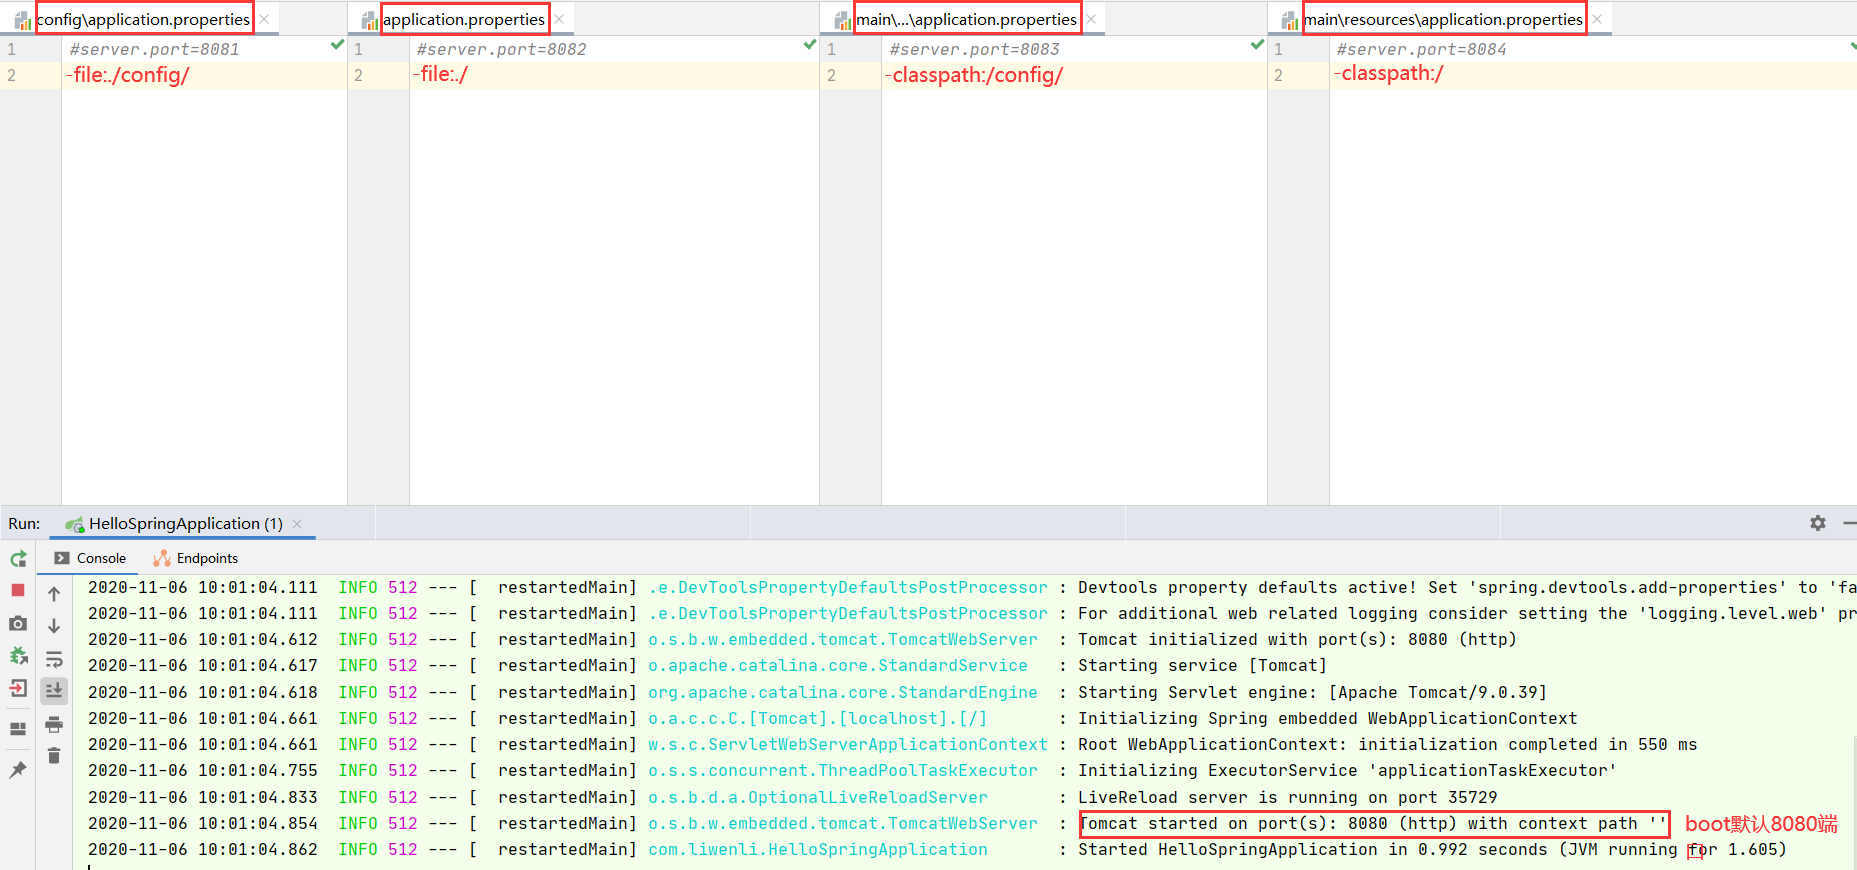 config\application.properties
application.properties
main\...\application.properties
main\resources\application.properties
1 #server.port=8081
2 -file:./config/
1 #server.port=8082
2 -file:./
1 #server.port=8083
2 -classpath:/config/
1 #server.port=8084
2 -classpath:/
Run: HelloSpringApplication (1)
Console Endpoints
2020-11-06 10:01:04.111 INFO 512 --- [ restartedMain] .e.DevToolsPropertyDefaultsPostProcessor : Devtools property defaults active! Set 'spring.devtools.add-properties' to 'fa
2020-11-06 10:01:04.111 INFO 512 --- [ restartedMain] .e.DevToolsPropertyDefaultsPostProcessor : For additional web related logging consider setting the 'logging.level.web' pr
2020-11-06 10:01:04.612 INFO 512 --- [ restartedMain] o.s.b.w.embedded.tomcat.TomcatWebServer : Tomcat initialized with port(s): 8080 (http)
2020-11-06 10:01:04.617 INFO 512 --- [ restartedMain] o.apache.catalina.core.StandardService : Starting service [Tomcat]
2020-11-06 10:01:04.618 INFO 512 --- [ restartedMain] org.apache.catalina.core.StandardEngine : Starting Servlet engine: [Apache Tomcat/9.0.39]
2020-11-06 10:01:04.661 INFO 512 --- [ restartedMain] o.a.c.c.C.[Tomcat].[localhost].[/] : Initializing Spring embedded WebApplicationContext
2020-11-06 10:01:04.661 INFO 512 --- [ restartedMain] w.s.c.ServletWebServerApplicationContext : Root WebApplicationContext: initialization completed in 550 ms
2020-11-06 10:01:04.755 INFO 512 --- [ restartedMain] o.s.s.concurrent.ThreadPoolTaskExecutor : Initializing ExecutorService 'applicationTaskExecutor'
2020-11-06 10:01:04.833 INFO 512 --- [ restartedMain] o.s.b.d.a.OptionalLiveReloadServer : LiveReload server is running on port 35729
2020-11-06 10:01:04.854 INFO 512 --- [ restartedMain] o.s.b.w.embedded.tomcat.TomcatWebServer : Tomcat started on port(s): 8080 (http) with context path ''
boot默认8080端
口
2020-11-06 10:01:04.862 INFO 512 --- [ restartedMain] com.liwenli.HelloSpringApplication : Started HelloSpringApplication in 0.992 seconds (JVM running for 1.605)